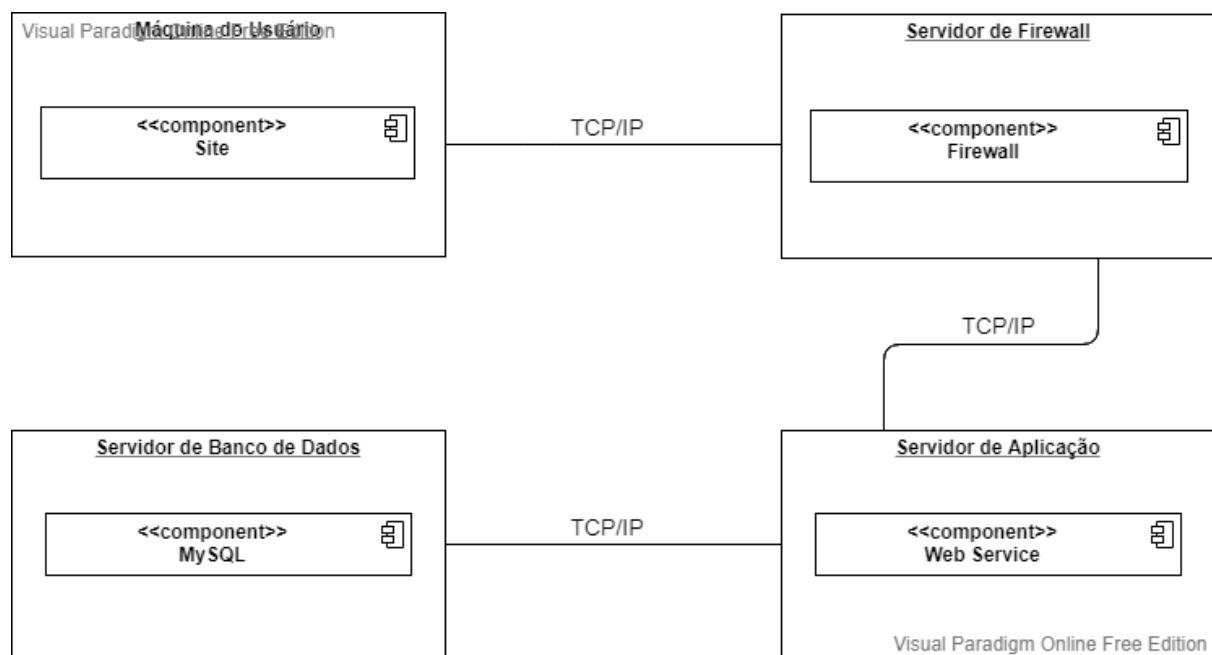 Visual Paradigm Online Free Edition
Máquina do Usuário
<<component>>
Site
TCP/IP
Servidor de Firewall
<<component>>
Firewall
TCP/IP
Servidor de Banco de Dados
<<component>>
MySQL
TCP/IP
Servidor de Aplicação
<<component>>
Web Service
Visual Paradigm Online Free Edition